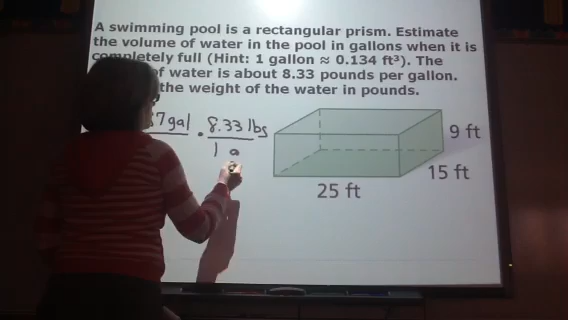 A swimming pool is a rectangular prism. Estimate
the volume of water in the pool in gallons when it is
completely full (Hint: 1 gallon ≈ 0.134 ft³). The
of water is about 8.33 pounds per gallon.
the weight of the water in pounds.
7gal · 8.33 lbs
1
9 ft
15 ft
25 ft